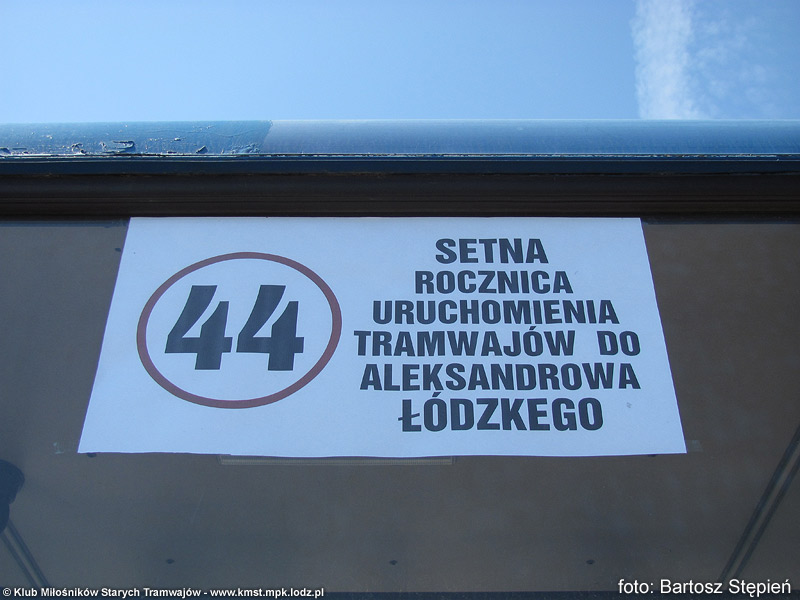 44
SETNA
ROCZNICA
URUCHOMIENIA
TRAMWAJÓW DO
ALEKSANDROWA
ŁÓDZKEGO
© Klub Miłośników Starych Tramwajów - www.kmst.mpk.lodz.pl
foto: Bartosz Stępień